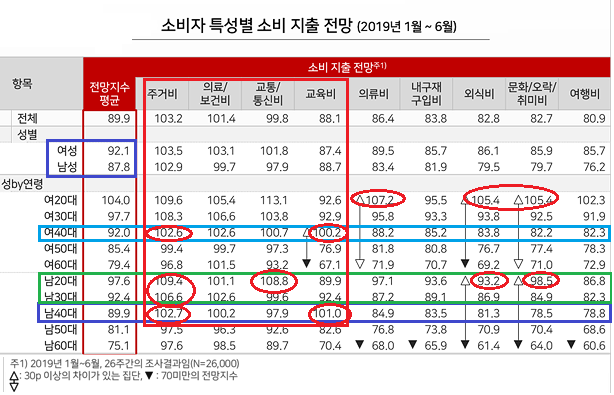 소비자 특성별 소비 지출 전망 (2019년 1월 ~ 6월)
항목 전망지수 평균 소비 지출 전망주1)
주거비 의료/보건비 교통/통신비 교육비 의류비 내구재 구입비 외식비 문화/오락/취미비 여행비
전체 89.9 103.2 101.4 99.8 88.1 86.4 83.8 82.8 82.7 80.9
성별
여성 92.1 103.5 103.1 101.8 87.4 89.5 85.7 86.1 85.9 85.7
남성 87.8 102.9 99.7 97.9 88.7 83.4 81.9 79.5 79.7 76.2
성by연령
여20대 104.0 109.6 105.4 113.1 92.6 △107.2 95.5 △105.4 △105.4 102.3
여30대 97.7 108.3 106.6 103.8 92.9 95.8 93.3 93.8 92.5 91.9
여40대 92.0 102.6 102.6 100.7 △100.2 88.2 85.2 83.8 82.2 82.3
여50대 85.4 99.4 99.7 97.3 76.9 81.8 80.8 76.7 77.4 78.3
여60대 79.4 96.8 101.5 93.2 ▼67.1 ▽71.9 70.7 ▼69.2 ▽71.0 72.9
남20대 97.6 109.4 101.1 108.8 89.9 97.1 93.6 △93.2 △98.5 86.8
남30대 92.4 106.6 102.6 99.6 92.4 87.2 89.1 86.9 84.9 82.3
남40대 89.9 102.7 100.2 97.9 101.0 84.9 83.5 81.3 78.5 78.8
남50대 81.1 97.5 96.3 92.6 82.6 76.8 73.8 70.9 70.4 68.6
남60대 75.1 97.6 98.5 89.7 70.4 ▼68.0 ▼65.9 ▼61.4 ▼64.0 ▼60.6
주1) 2019년 1월~6월, 26주간의 조사결과임(N=26,000)
△▽: 30p 이상의 차이가 있는 집단, ▼ : 70미만의 전망지수